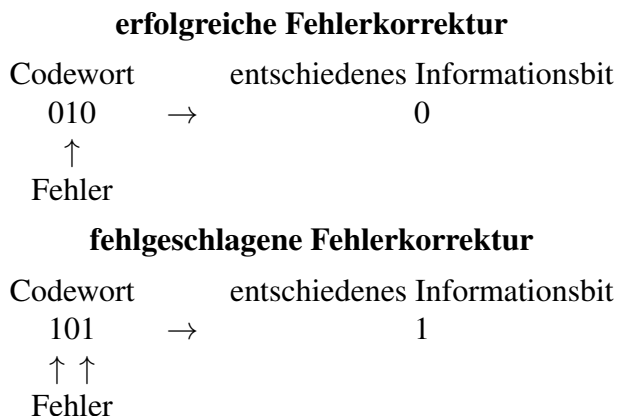 erfolgreiche Fehlerkorrektur
Codewort entschiedenes Informationsbit
010 → 0
↑
Fehler
fehlgeschlagene Fehlerkorrektur
Codewort entschiedenes Informationsbit
101 → 1
↑ ↑
Fehler